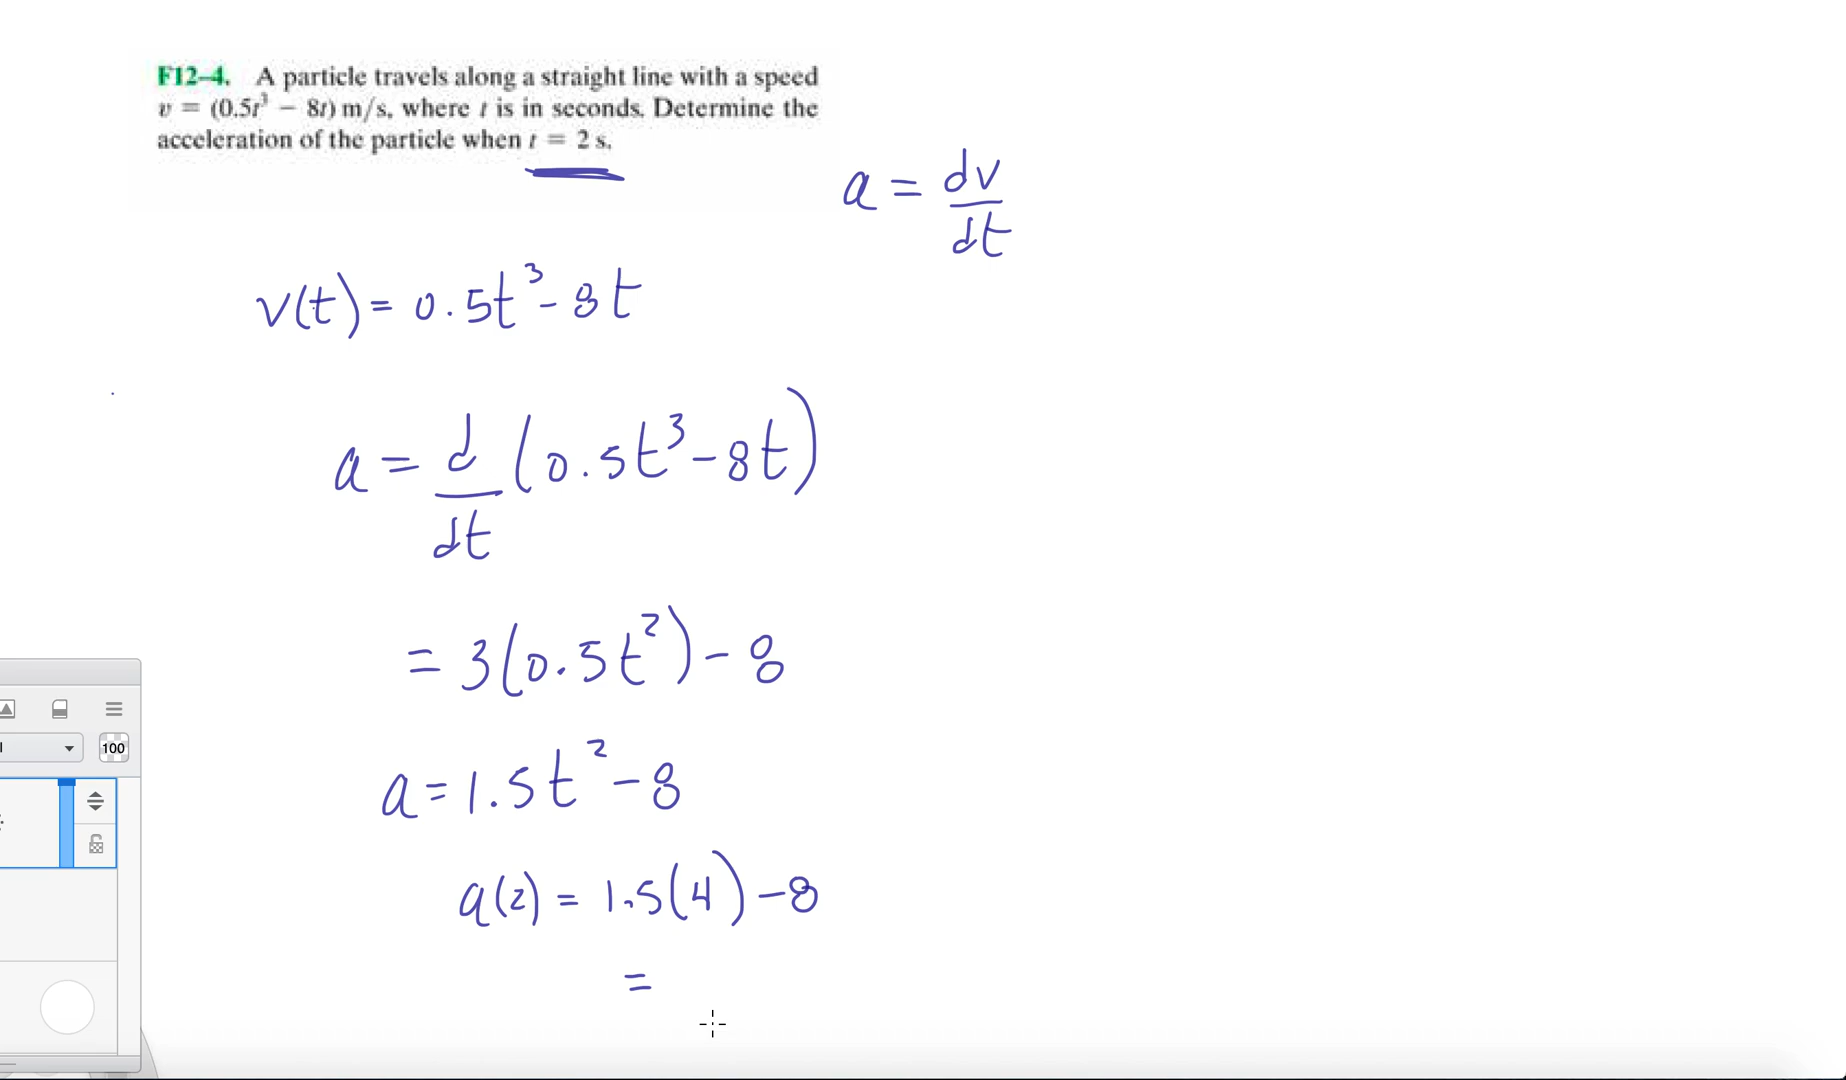 F12–4. A particle travels along a straight line with a speed
v = (0.5t³ − 8t) m/s, where t is in seconds. Determine the
acceleration of the particle when t = 2 s.
a = dv/dt
v(t) = 0.5t³ - 8t
a = d/dt (0.5t³ - 8t)
= 3(0.5t²) - 8
a = 1.5t² - 8
a(2) = 1.5(4) - 8
=
100